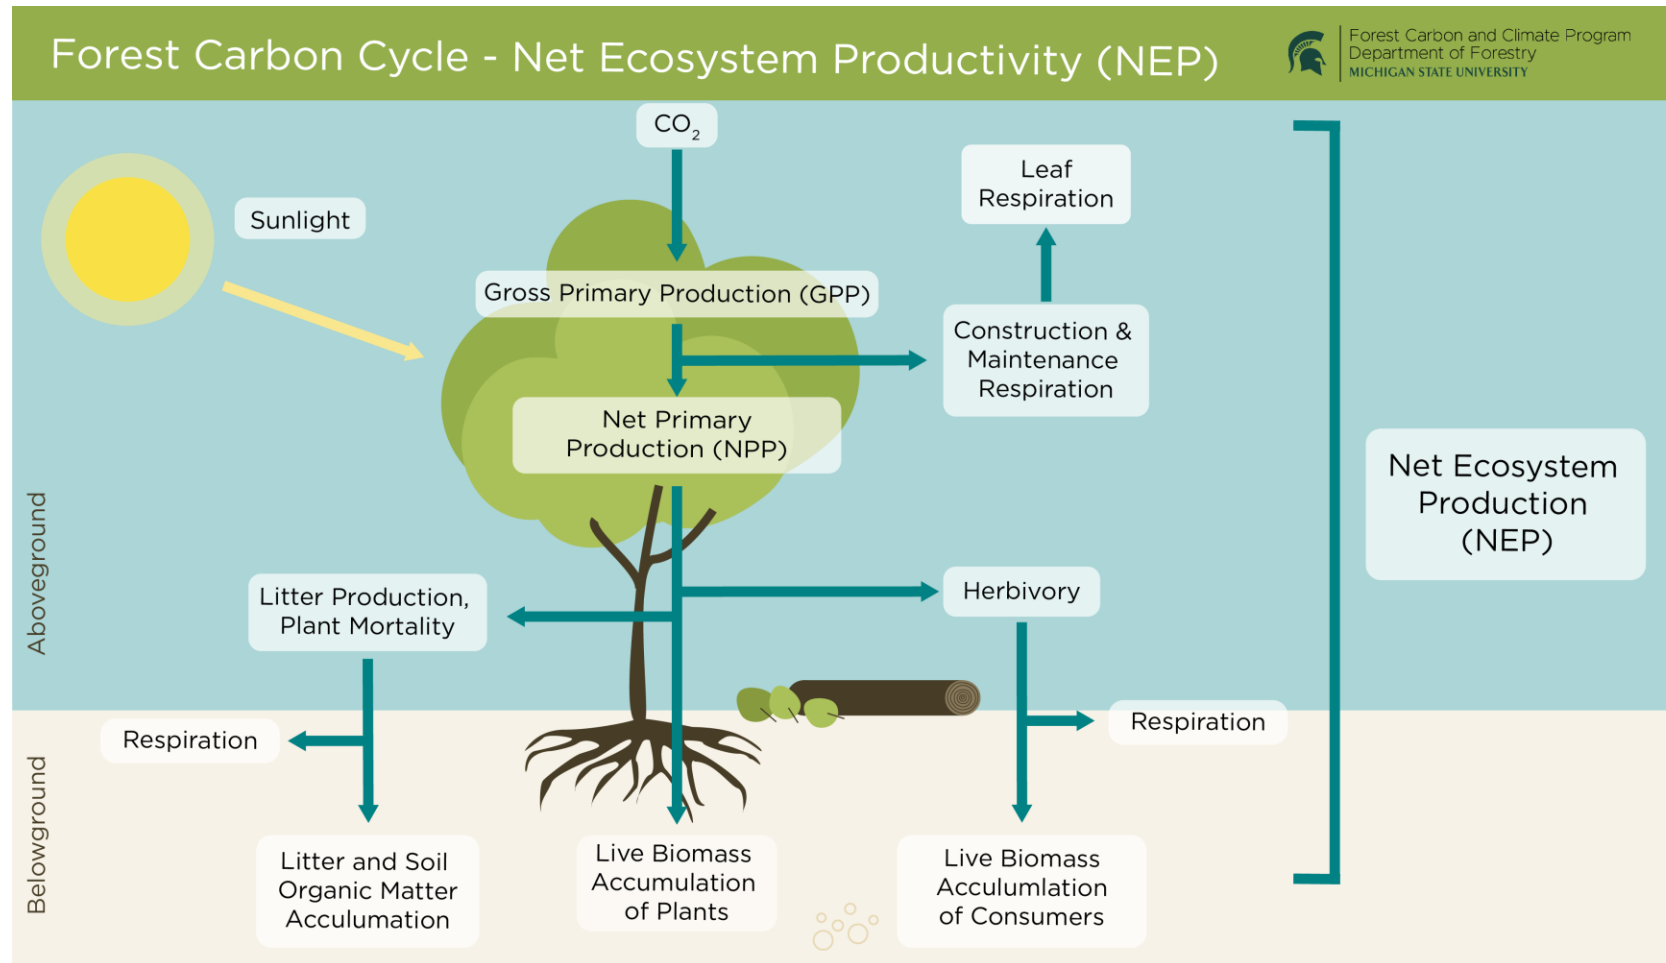 Forest Carbon Cycle - Net Ecosystem Productivity (NEP)
Forest Carbon and Climate Program
Department of Forestry
MICHIGAN STATE UNIVERSITY
CO₂
Sunlight
Leaf
Respiration
Gross Primary Production (GPP)
Construction &
Maintenance
Respiration
Net Primary
Production (NPP)
Net Ecosystem
Production
(NEP)
Aboveground
Litter Production,
Plant Mortality
Herbivory
Respiration
Respiration
Belowground
Litter and Soil
Organic Matter
Acculumation
Live Biomass
Accumulation
of Plants
Live Biomass
Acculumlation
of Consumers